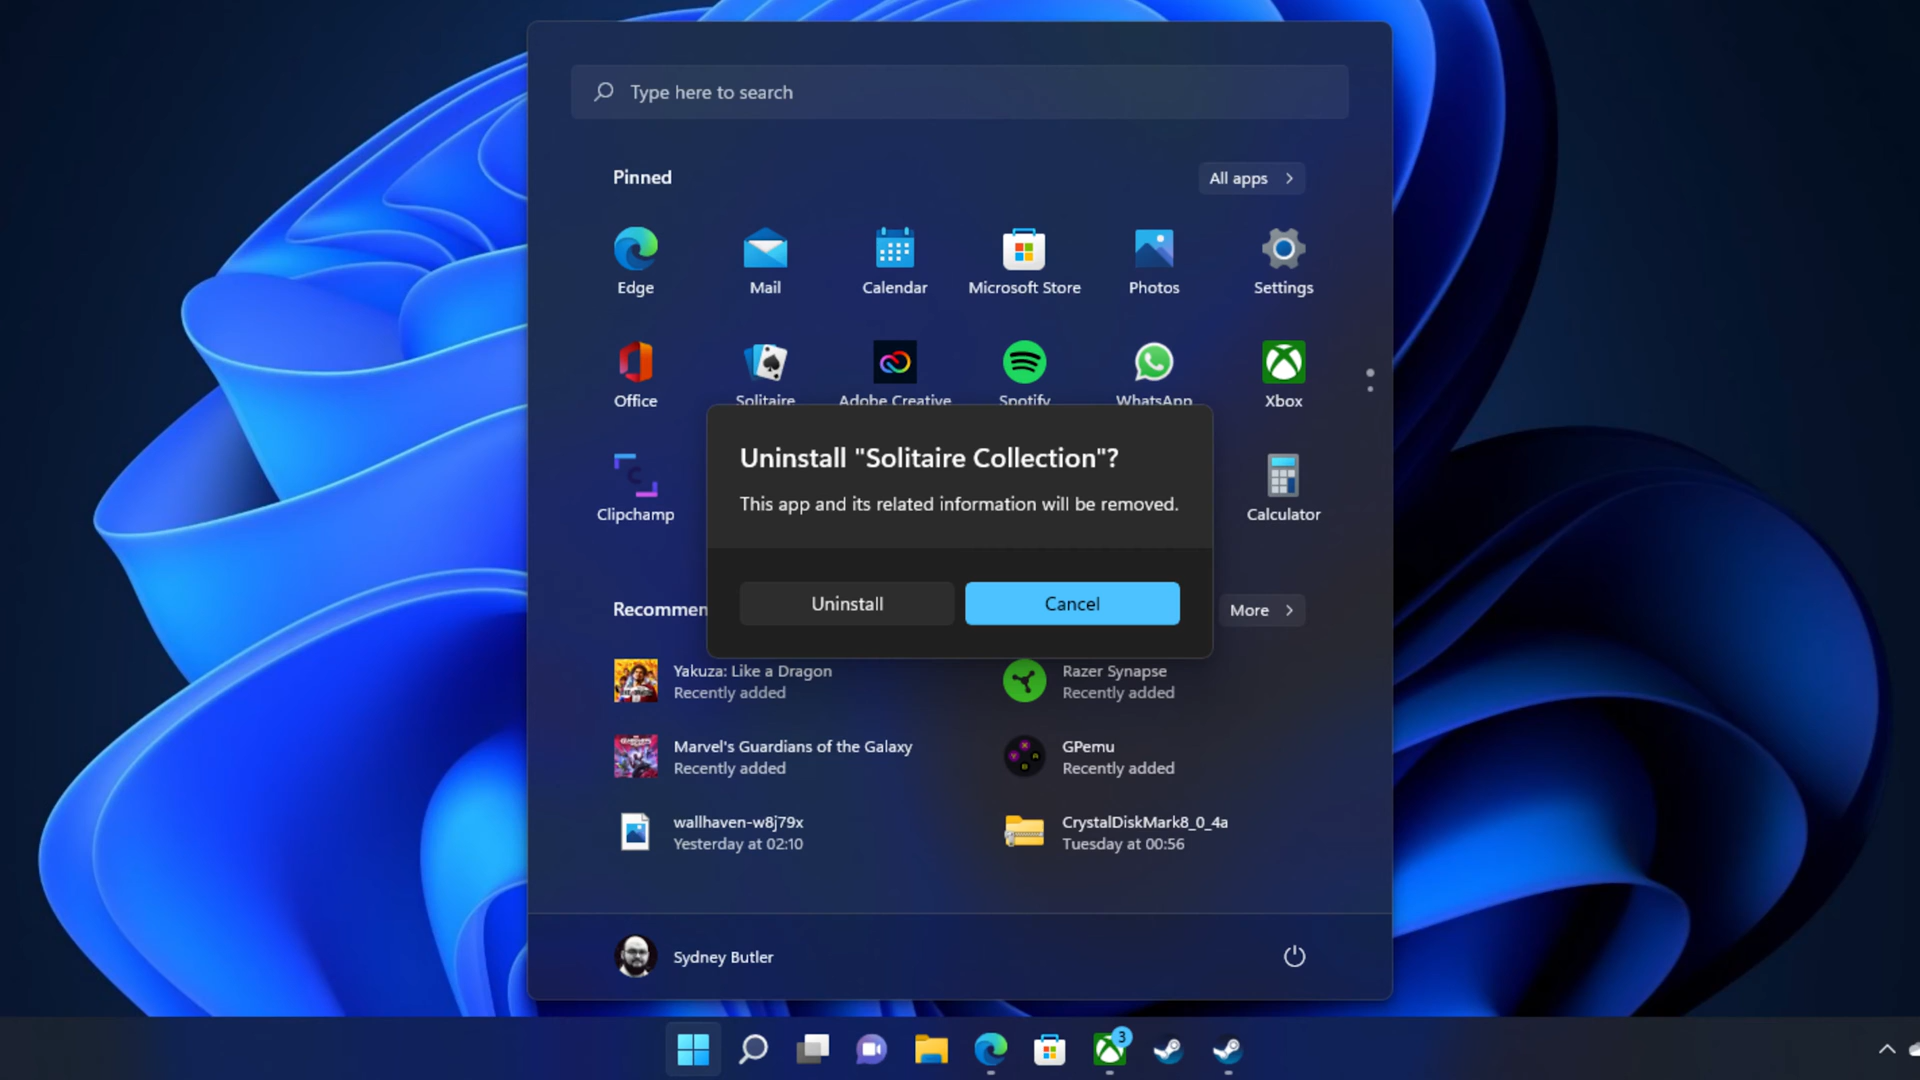 Type here to search
Pinned
All apps
Edge
Mail
Calendar
Microsoft Store
Photos
Settings
Office
Solitaire
Adobe Creative
Spotify
WhatsApp
Xbox
Uninstall "Solitaire Collection"?
This app and its related information will be removed.
Clipchamp
Calculator
Uninstall
Cancel
Recommen
More
Yakuza: Like a Dragon
Recently added
Razer Synapse
Recently added
Marvel's Guardians of the Galaxy
Recently added
GPemu
Recently added
wallhaven-w8j79x
Yesterday at 02:10
CrystalDiskMark8_0_4a
Tuesday at 00:56
Sydney Butler
3